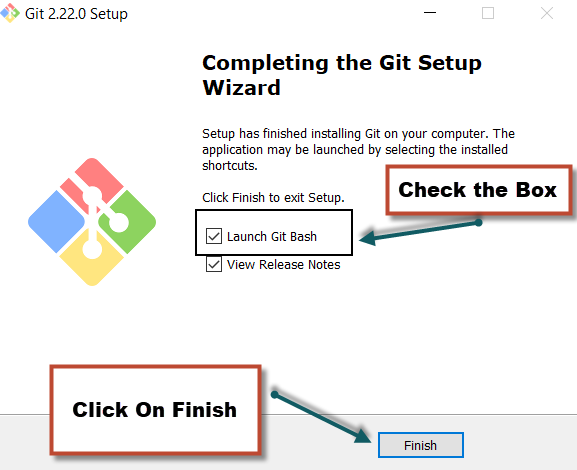 Git 2.22.0 Setup
Completing the Git Setup
Wizard
Setup has finished installing Git on your computer. The
application may be launched by selecting the installed
shortcuts.
Click Finish to exit Setup.
Check the Box
Launch Git Bash
View Release Notes
Click On Finish
Finish